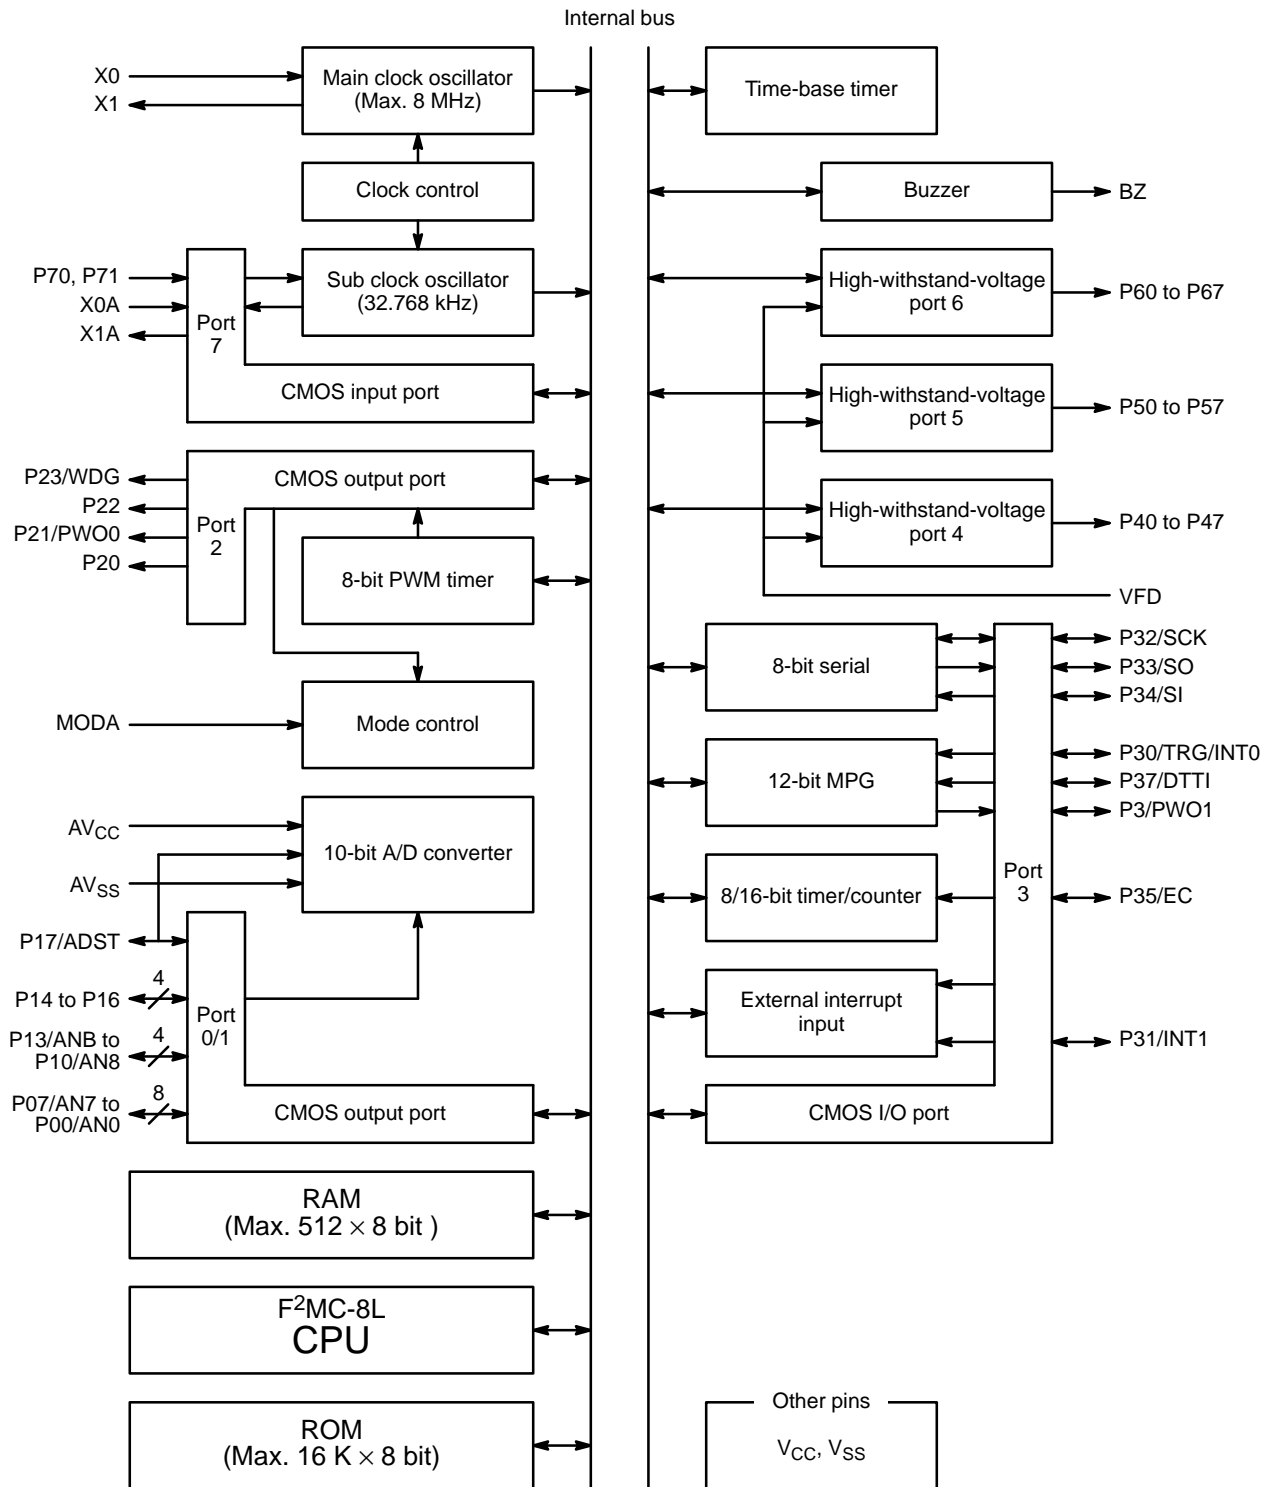 Internal bus
X0
X1
Main clock oscillator
(Max. 8 MHz)
Clock control
P70, P71
X0A
X1A
Port
7
Sub clock oscillator
(32.768 kHz)
CMOS input port
P23/WDG
P22
P21/PWO0
P20
Port
2
CMOS output port
8-bit PWM timer
MODA
Mode control
AVCC
AVSS
10-bit A/D converter
P17/ADST
P14 to P16
4
P13/ANB to
P10/AN8
4
P07/AN7 to
P00/AN0
8
Port
0/1
CMOS output port
RAM
(Max. 512 × 8 bit )
F²MC-8L
CPU
ROM
(Max. 16 K × 8 bit)
Time-base timer
Buzzer
BZ
High-withstand-voltage
port 6
P60 to P67
High-withstand-voltage
port 5
P50 to P57
High-withstand-voltage
port 4
P40 to P47
VFD
8-bit serial
P32/SCK
P33/SO
P34/SI
12-bit MPG
P30/TRG/INT0
P37/DTTI
P3/PWO1
Port
3
8/16-bit timer/counter
P35/EC
External interrupt
input
P31/INT1
CMOS I/O port
Other pins
VCC, VSS